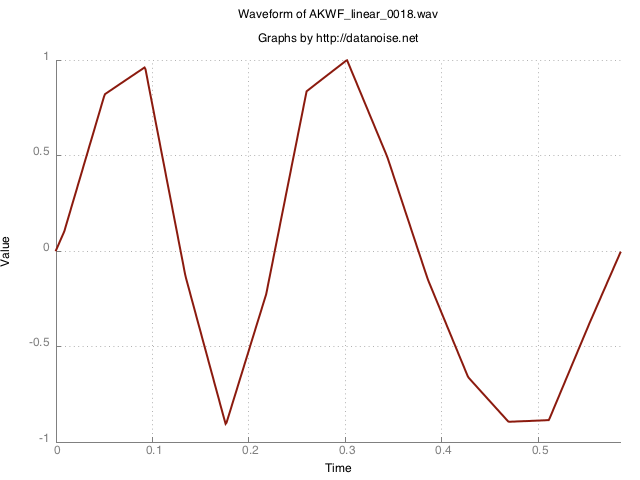 Waveform of AKWF_linear_0018.wav
Graphs by http://datanoise.net
1
0.5
0
-0.5
-1
Value
0 0.1 0.2 0.3 0.4 0.5
Time